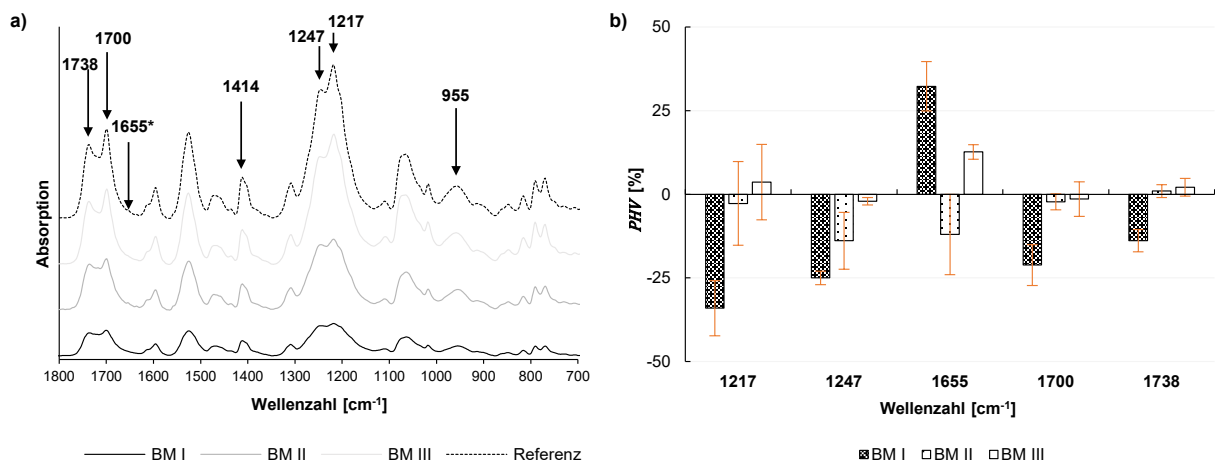 a)
1217
1247
1700
1738
1655*
1414
955
Absorption
1800 1700 1600 1500 1400 1300 1200 1100 1000 900 800 700
Wellenzahl [cm⁻¹]
BM I BM II BM III Referenz
b)
50
25
0
-25
-50
PHV [%]
1217 1247 1655 1700 1738
Wellenzahl [cm⁻¹]
BM I BM II BM III